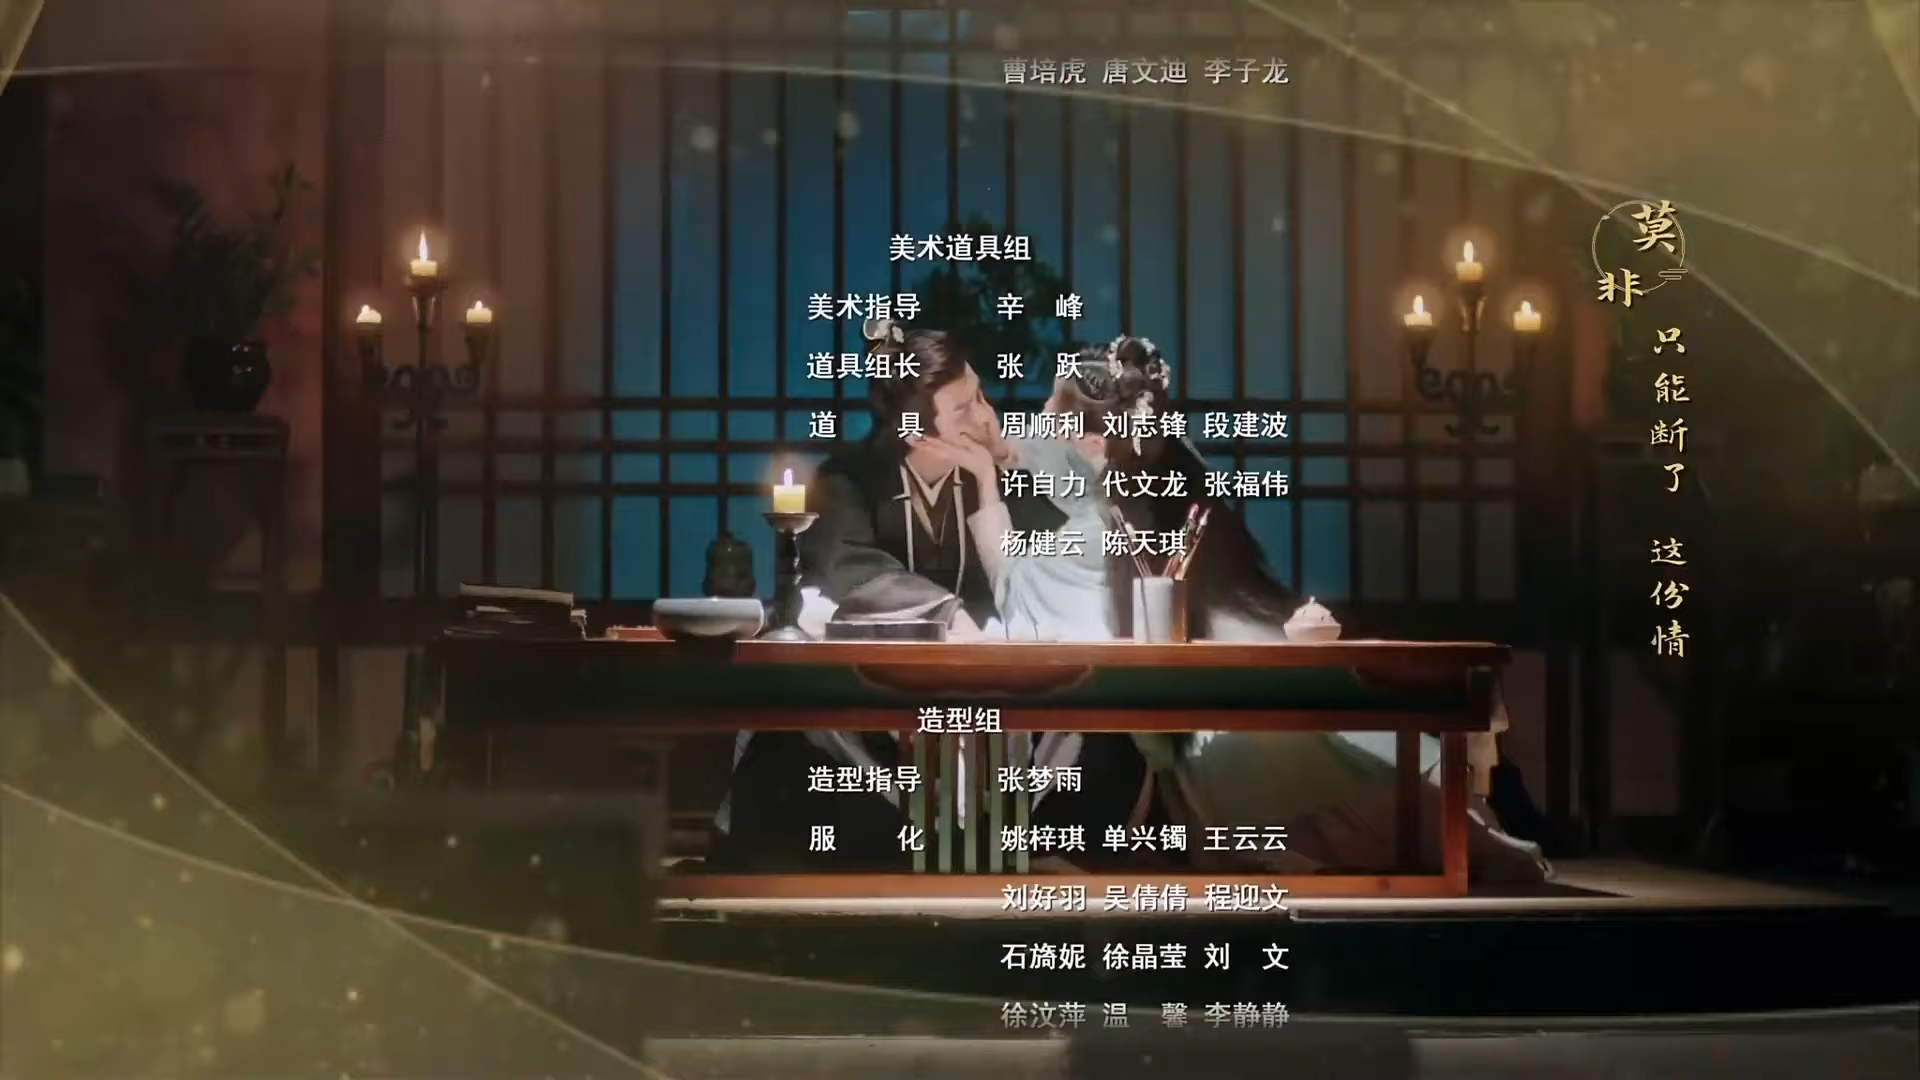 曹培虎 唐文迪 李子龙
美术道具组
美术指导 辛 峰
道具组长 张 跃
道 具 周顺利 刘志锋 段建波
许自力 代文龙 张福伟
杨健云 陈天琪
造型组
造型指导 张梦雨
服 化 姚梓琪 单兴镯 王云云
刘好羽 吴倩倩 程迎文
石旖妮 徐晶莹 刘 文
徐汶萍 温 馨 李静静
莫非只能断了 这份情